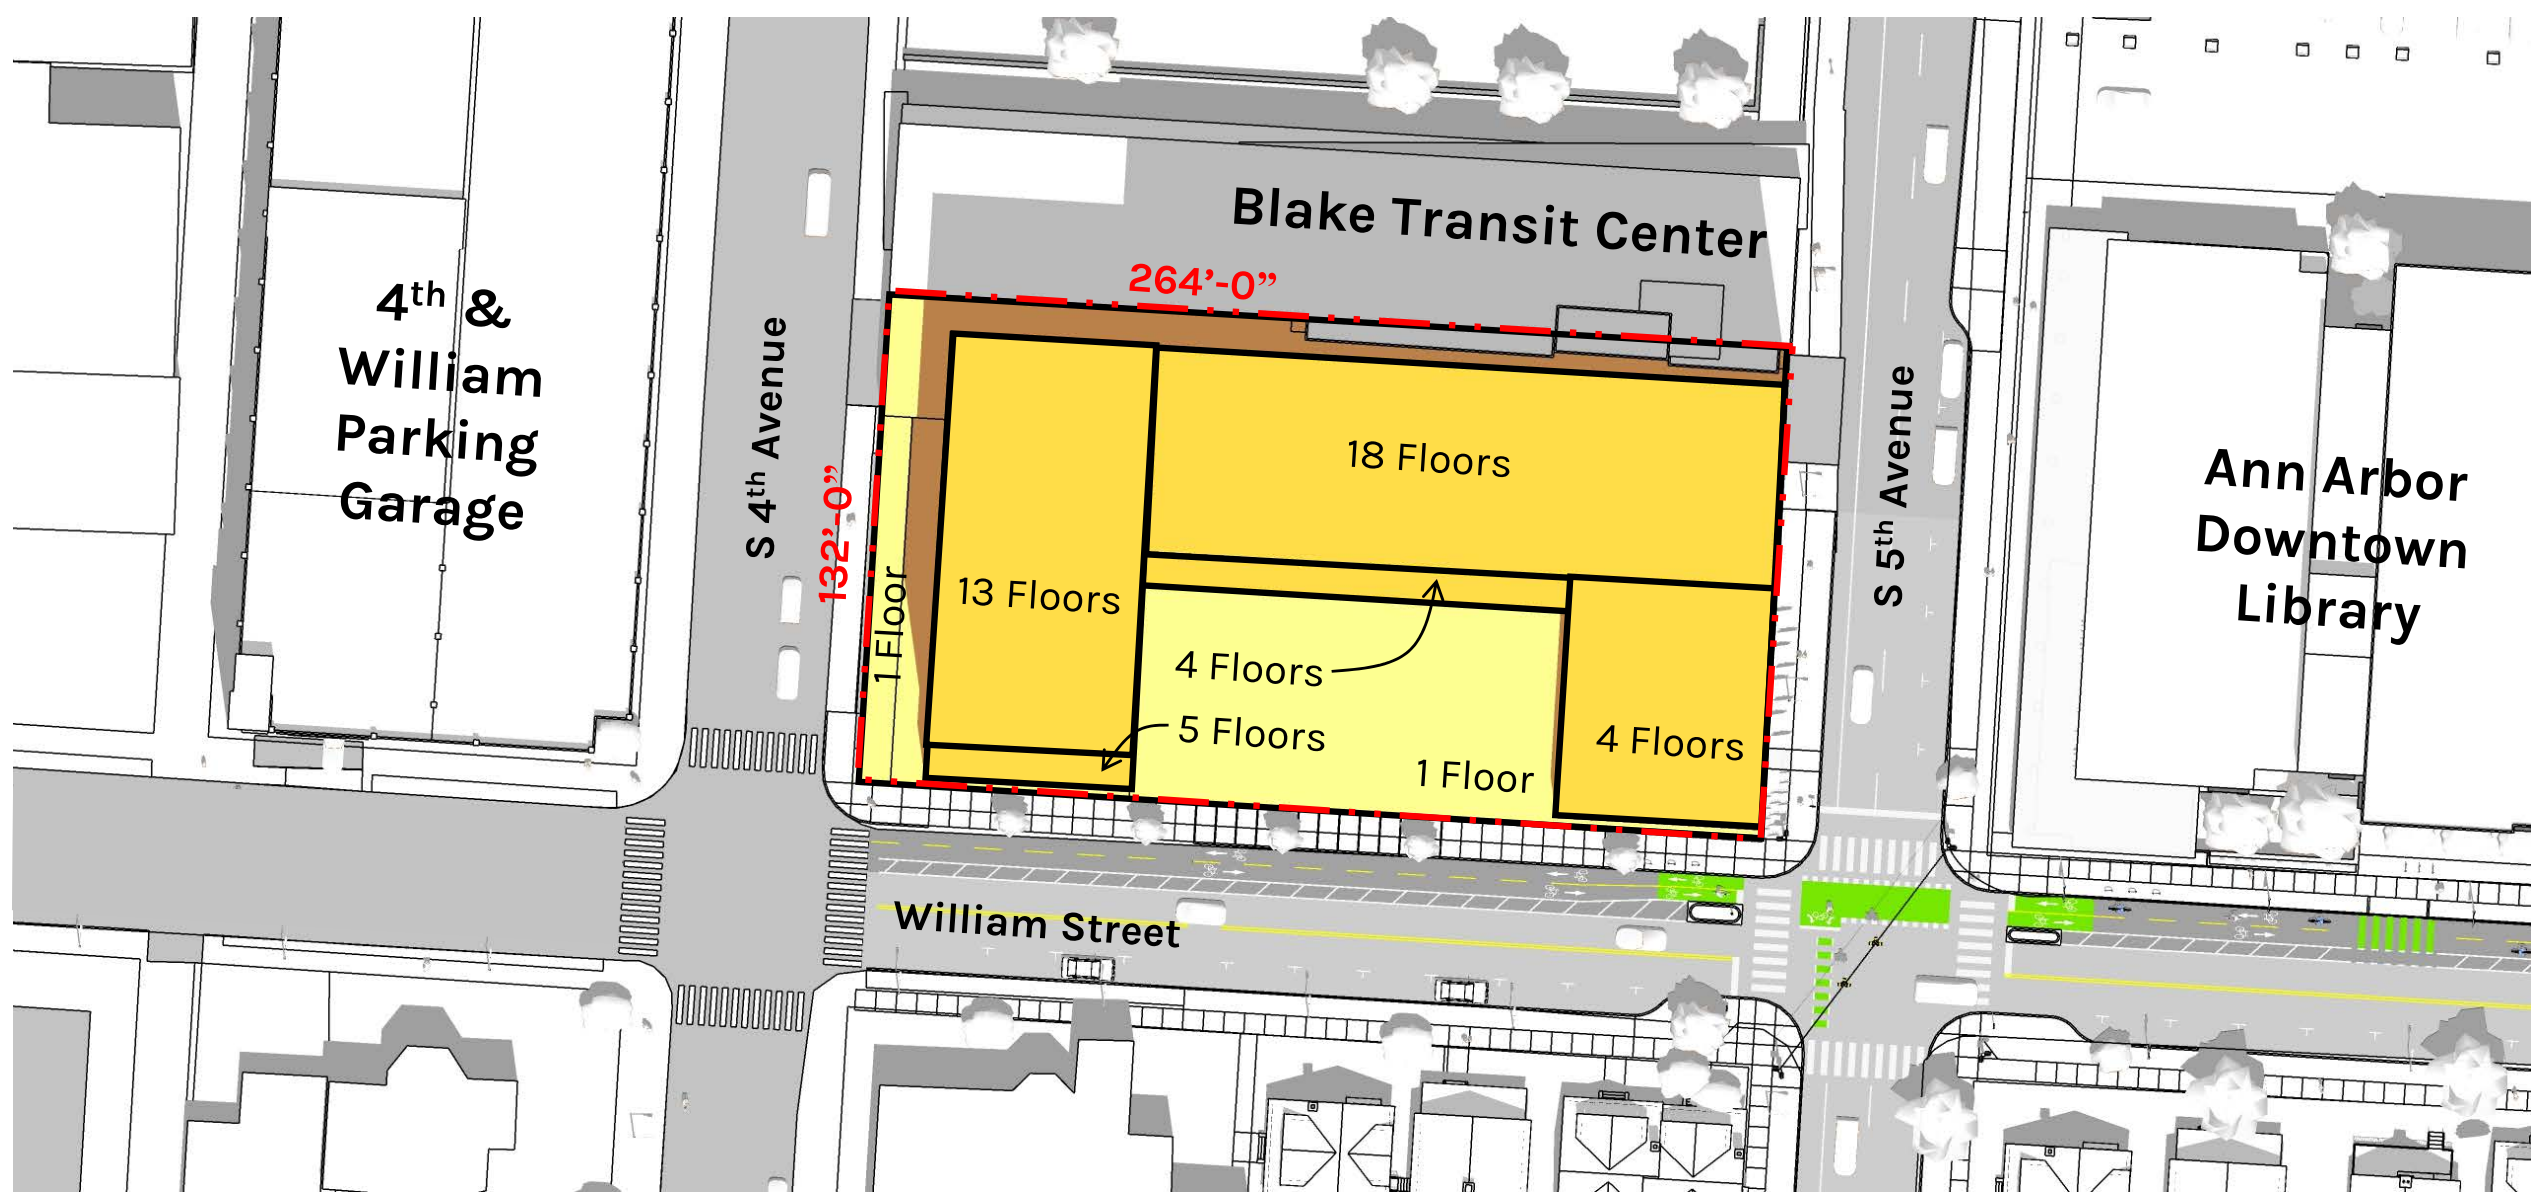 Blake Transit Center
264’-0”
4th &
William
Parking
Garage
S 4th Avenue
132’-0”
1 Floor
13 Floors
18 Floors
4 Floors
5 Floors
1 Floor
4 Floors
S 5th Avenue
Ann Arbor
Downtown
Library
William Street